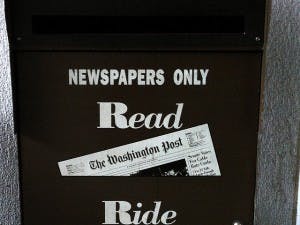 NEWSPAPERS ONLY
Read
The Washington Post
Ride